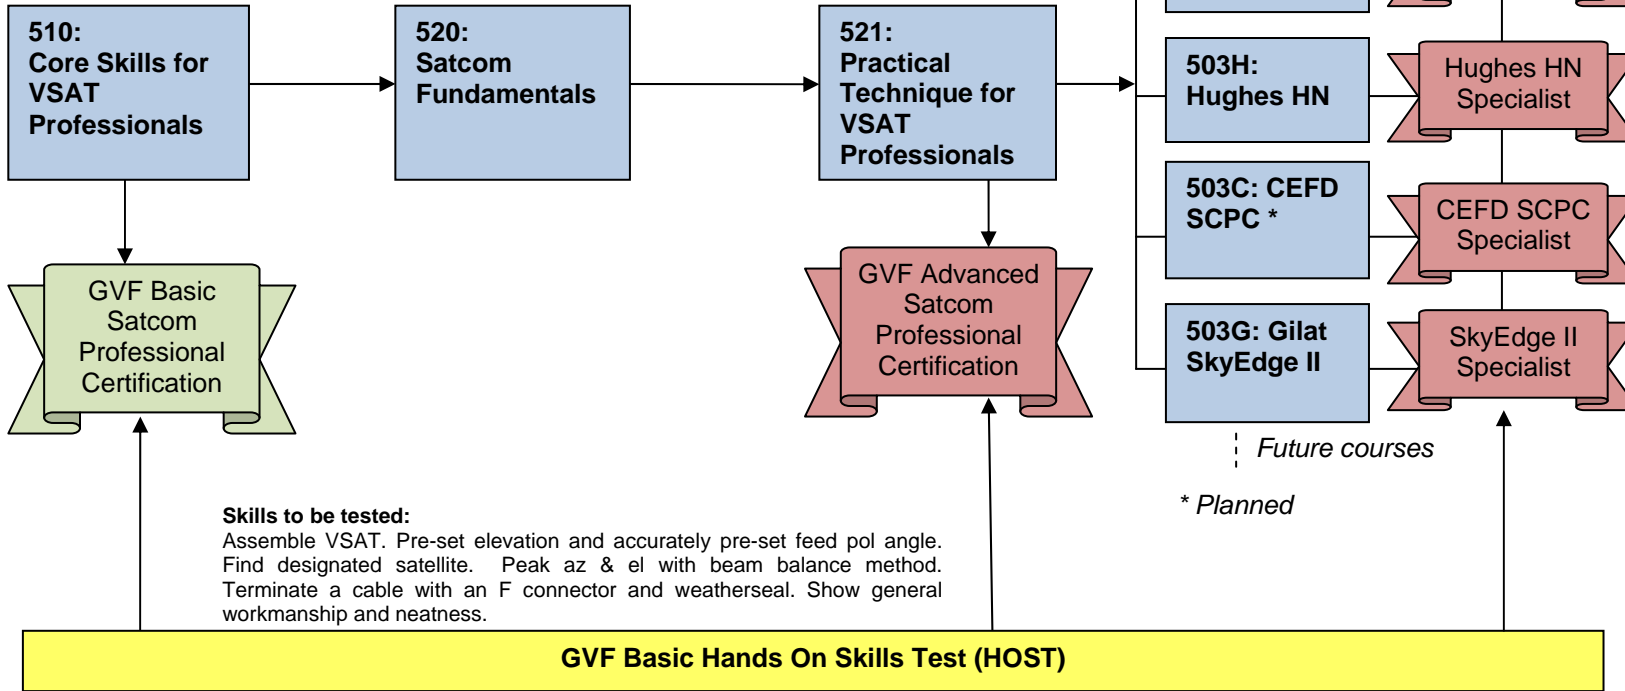 510:
Core Skills for
VSAT
Professionals
520:
Satcom
Fundamentals
521:
Practical
Technique for
VSAT
Professionals
503H:
Hughes HN
Hughes HN
Specialist
503C: CEFD
SCPC *
CEFD SCPC
Specialist
503G: Gilat
SkyEdge II
SkyEdge II
Specialist
GVF Basic
Satcom
Professional
Certification
GVF Advanced
Satcom
Professional
Certification
Future courses
* Planned
Skills to be tested:
Assemble VSAT. Pre-set elevation and accurately pre-set feed pol angle.
Find designated satellite. Peak az & el with beam balance method.
Terminate a cable with an F connector and weatherseal. Show general
workmanship and neatness.
GVF Basic Hands On Skills Test (HOST)